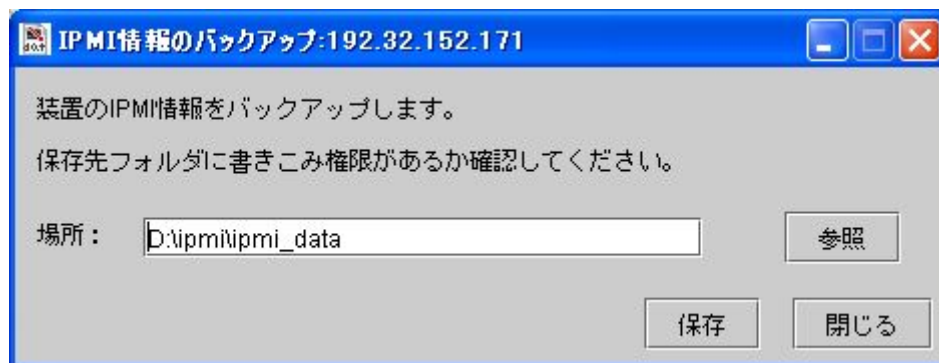 IPMI情報のバックアップ:192.32.152.171
装置のIPMI情報をバックアップします。
保存先フォルダに書きこみ権限があるか確認してください。
場所： D:\ipmi\ipmi_data 参照
保存 閉じる